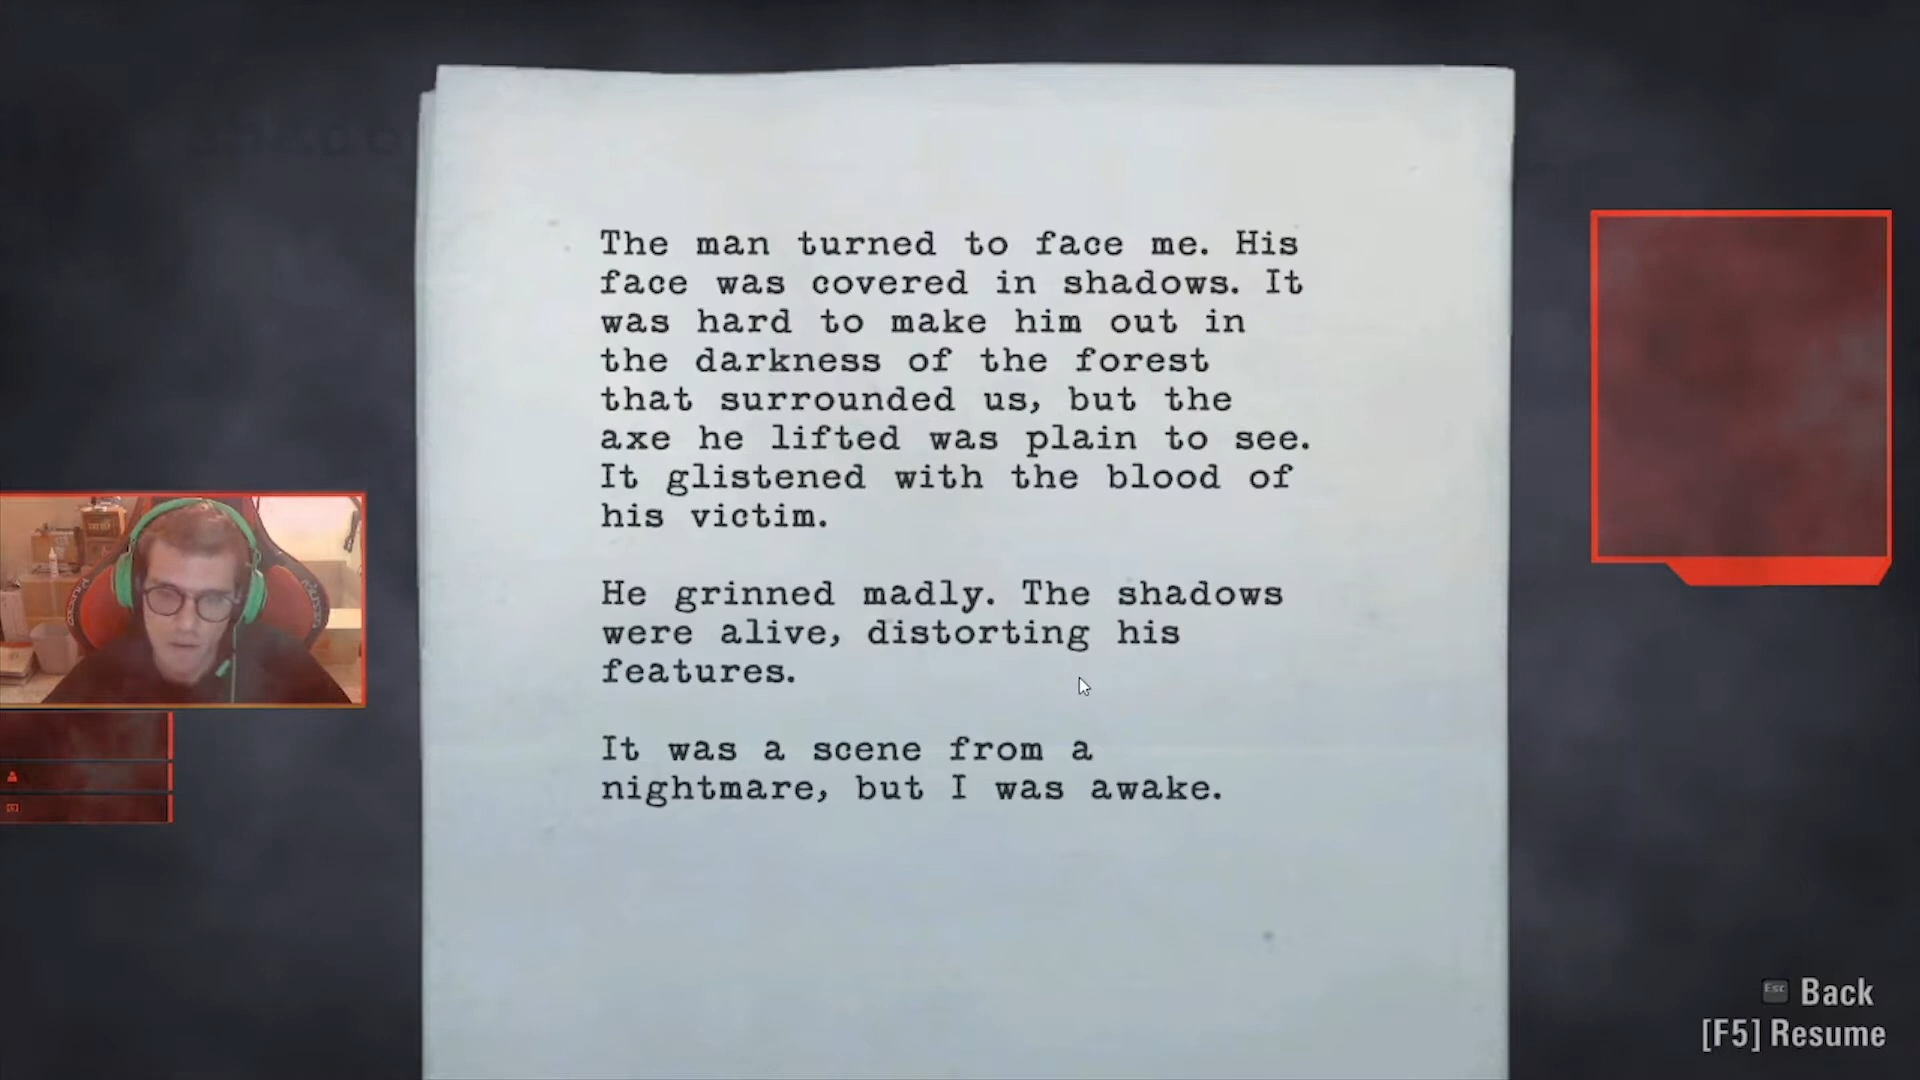 The man turned to face me. His
face was covered in shadows. It
was hard to make him out in
the darkness of the forest
that surrounded us, but the
axe he lifted was plain to see.
It glistened with the blood of
his victim.
He grinned madly. The shadows
were alive, distorting his
features.
It was a scene from a
nightmare, but I was awake.
Esc Back
[F5] Resume